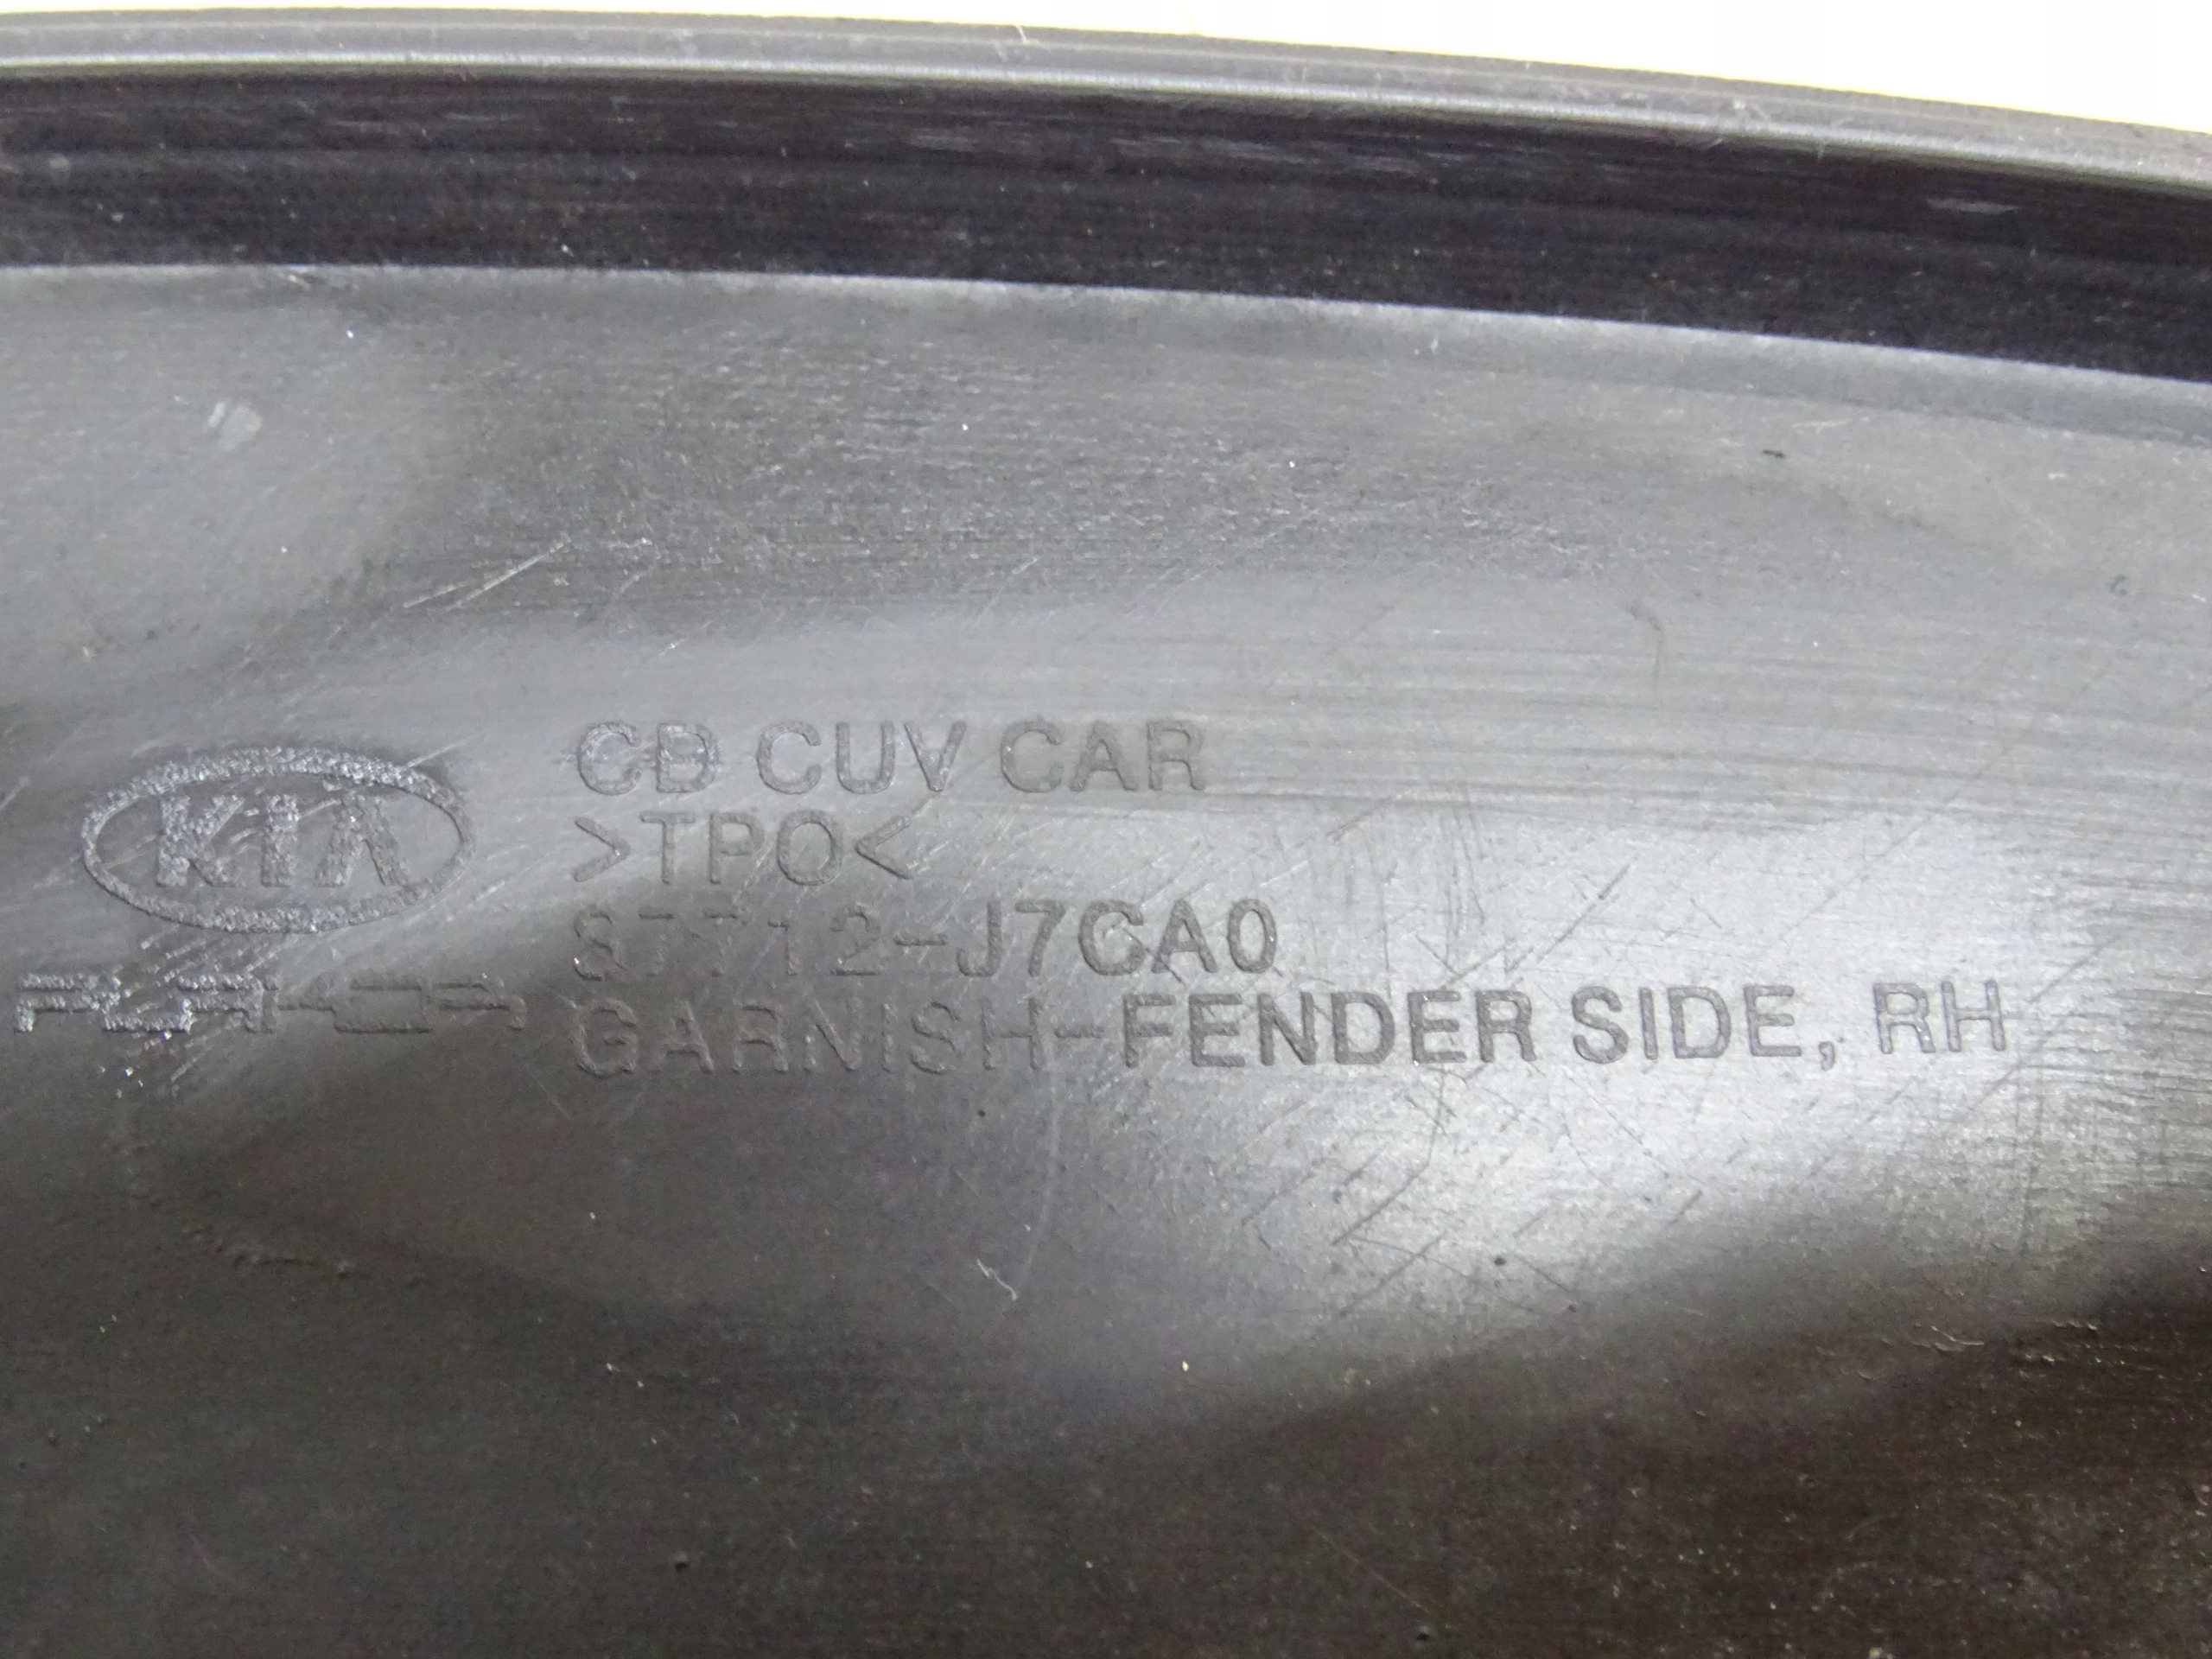 CD CUV CAR
KIA
>TPO<
87712-J7CA0
GARNISH-FENDER SIDE, RH